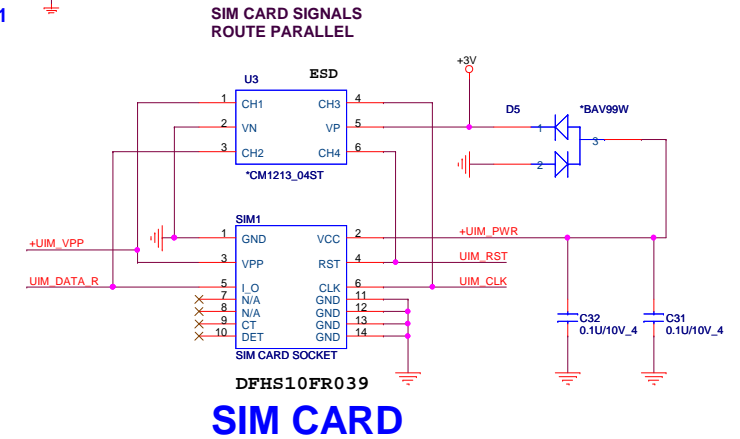 1
SIM CARD SIGNALS
ROUTE PARALLEL
+3V
U3
ESD
D5
*BAV99W
1
CH1
CH3
4
2
VN
VP
5
3
CH2
CH4
6
1
3
2
*CM1213_04ST
SIM1
1
GND
VCC
2
+UIM_PWR
+UIM_VPP
3
VPP
RST
4
UIM_RST
UIM_DATA_R
5
I_O
CLK
6
UIM_CLK
7
N/A
GND
11
8
N/A
GND
12
9
CT
GND
13
10
DET
GND
14
SIM CARD SOCKET
C32
0.1U/10V_4
C31
0.1U/10V_4
DFHS10FR039
SIM CARD